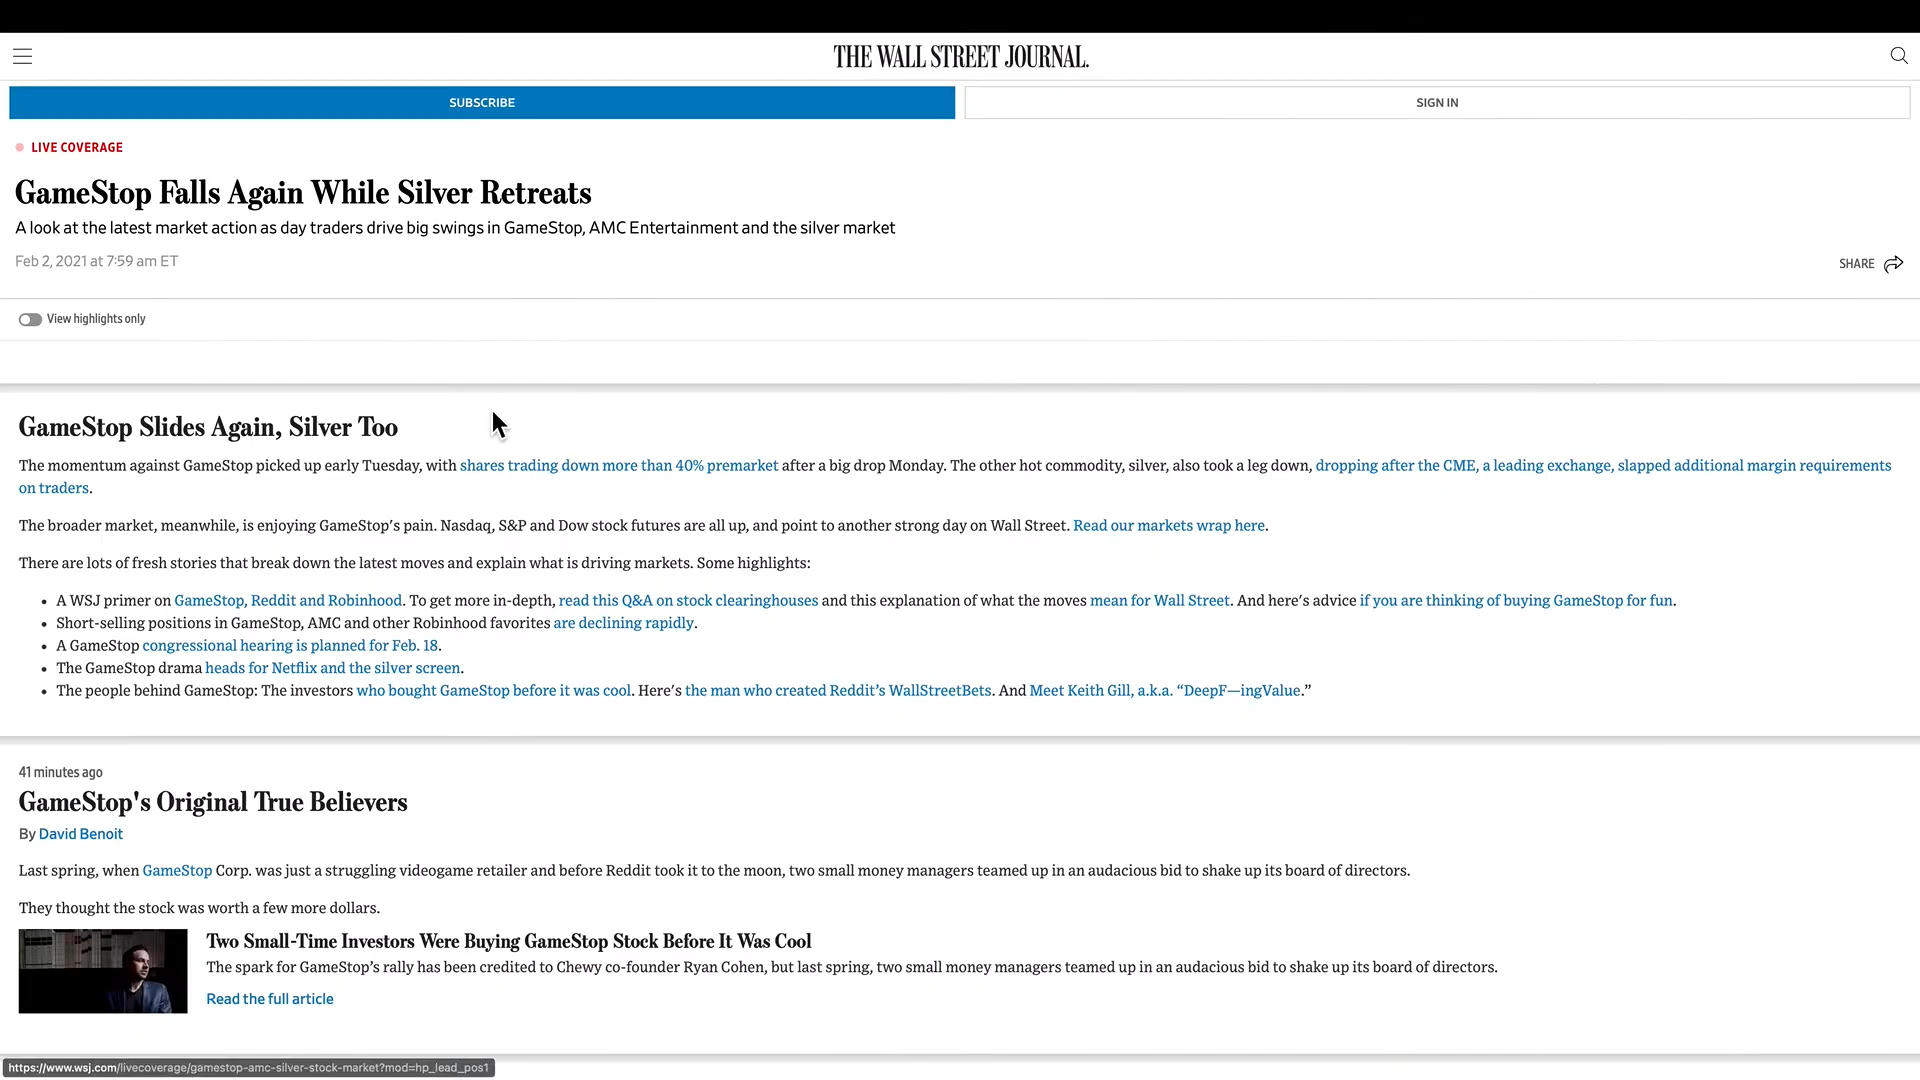 THE WALL STREET JOURNAL.
SUBSCRIBE
SIGN IN
LIVE COVERAGE
GameStop Falls Again While Silver Retreats
A look at the latest market action as day traders drive big swings in GameStop, AMC Entertainment and the silver market
Feb 2, 2021 at 7:59 am ET
SHARE
View highlights only
GameStop Slides Again, Silver Too
The momentum against GameStop picked up early Tuesday, with shares trading down more than 40% premarket after a big drop Monday. The other hot commodity, silver, also took a leg down, dropping after the CME, a leading exchange, slapped additional margin requirements
on traders.
The broader market, meanwhile, is enjoying GameStop's pain. Nasdaq, S&P and Dow stock futures are all up, and point to another strong day on Wall Street. Read our markets wrap here.
There are lots of fresh stories that break down the latest moves and explain what is driving markets. Some highlights:
• A WSJ primer on GameStop, Reddit and Robinhood. To get more in-depth, read this Q&A on stock clearinghouses and this explanation of what the moves mean for Wall Street. And here's advice if you are thinking of buying GameStop for fun.
• Short-selling positions in GameStop, AMC and other Robinhood favorites are declining rapidly.
• A GameStop congressional hearing is planned for Feb. 18.
• The GameStop drama heads for Netflix and the silver screen.
• The people behind GameStop: The investors who bought GameStop before it was cool. Here's the man who created Reddit's WallStreetBets. And Meet Keith Gill, a.k.a. “DeepF—ingValue.”
41 minutes ago
GameStop's Original True Believers
By David Benoit
Last spring, when GameStop Corp. was just a struggling videogame retailer and before Reddit took it to the moon, two small money managers teamed up in an audacious bid to shake up its board of directors.
They thought the stock was worth a few more dollars.
Two Small-Time Investors Were Buying GameStop Stock Before It Was Cool
The spark for GameStop's rally has been credited to Chewy co-founder Ryan Cohen, but last spring, two small money managers teamed up in an audacious bid to shake up its board of directors.
Read the full article
https://www.wsj.com/livecoverage/gamestop-amc-silver-stock-market?mod=hp_lead_pos1